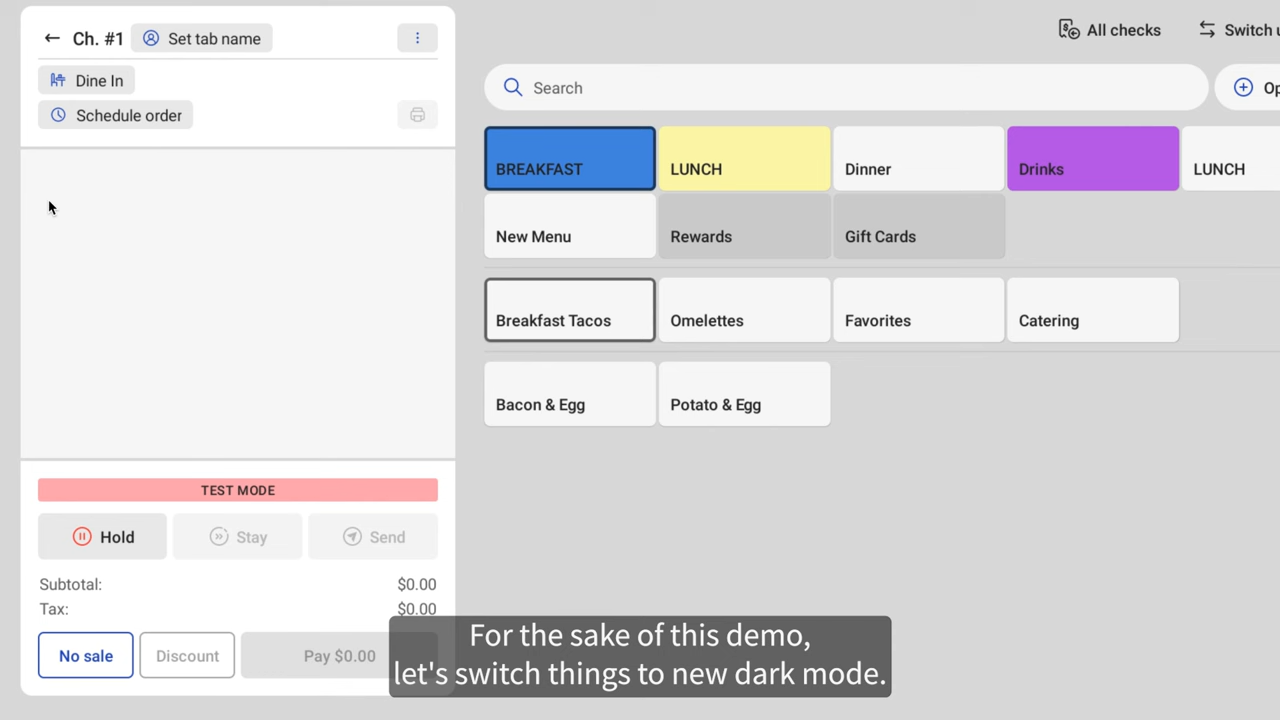 Ch. #1
Set tab name
Dine In
Schedule order
TEST MODE
Hold
Stay
Send
Subtotal: $0.00
Tax: $0.00
No sale
Discount
Pay $0.00
All checks
Switch u
Search
Op
BREAKFAST
LUNCH
Dinner
Drinks
LUNCH
New Menu
Rewards
Gift Cards
Breakfast Tacos
Omelettes
Favorites
Catering
Bacon & Egg
Potato & Egg
For the sake of this demo,
let's switch things to new dark mode.